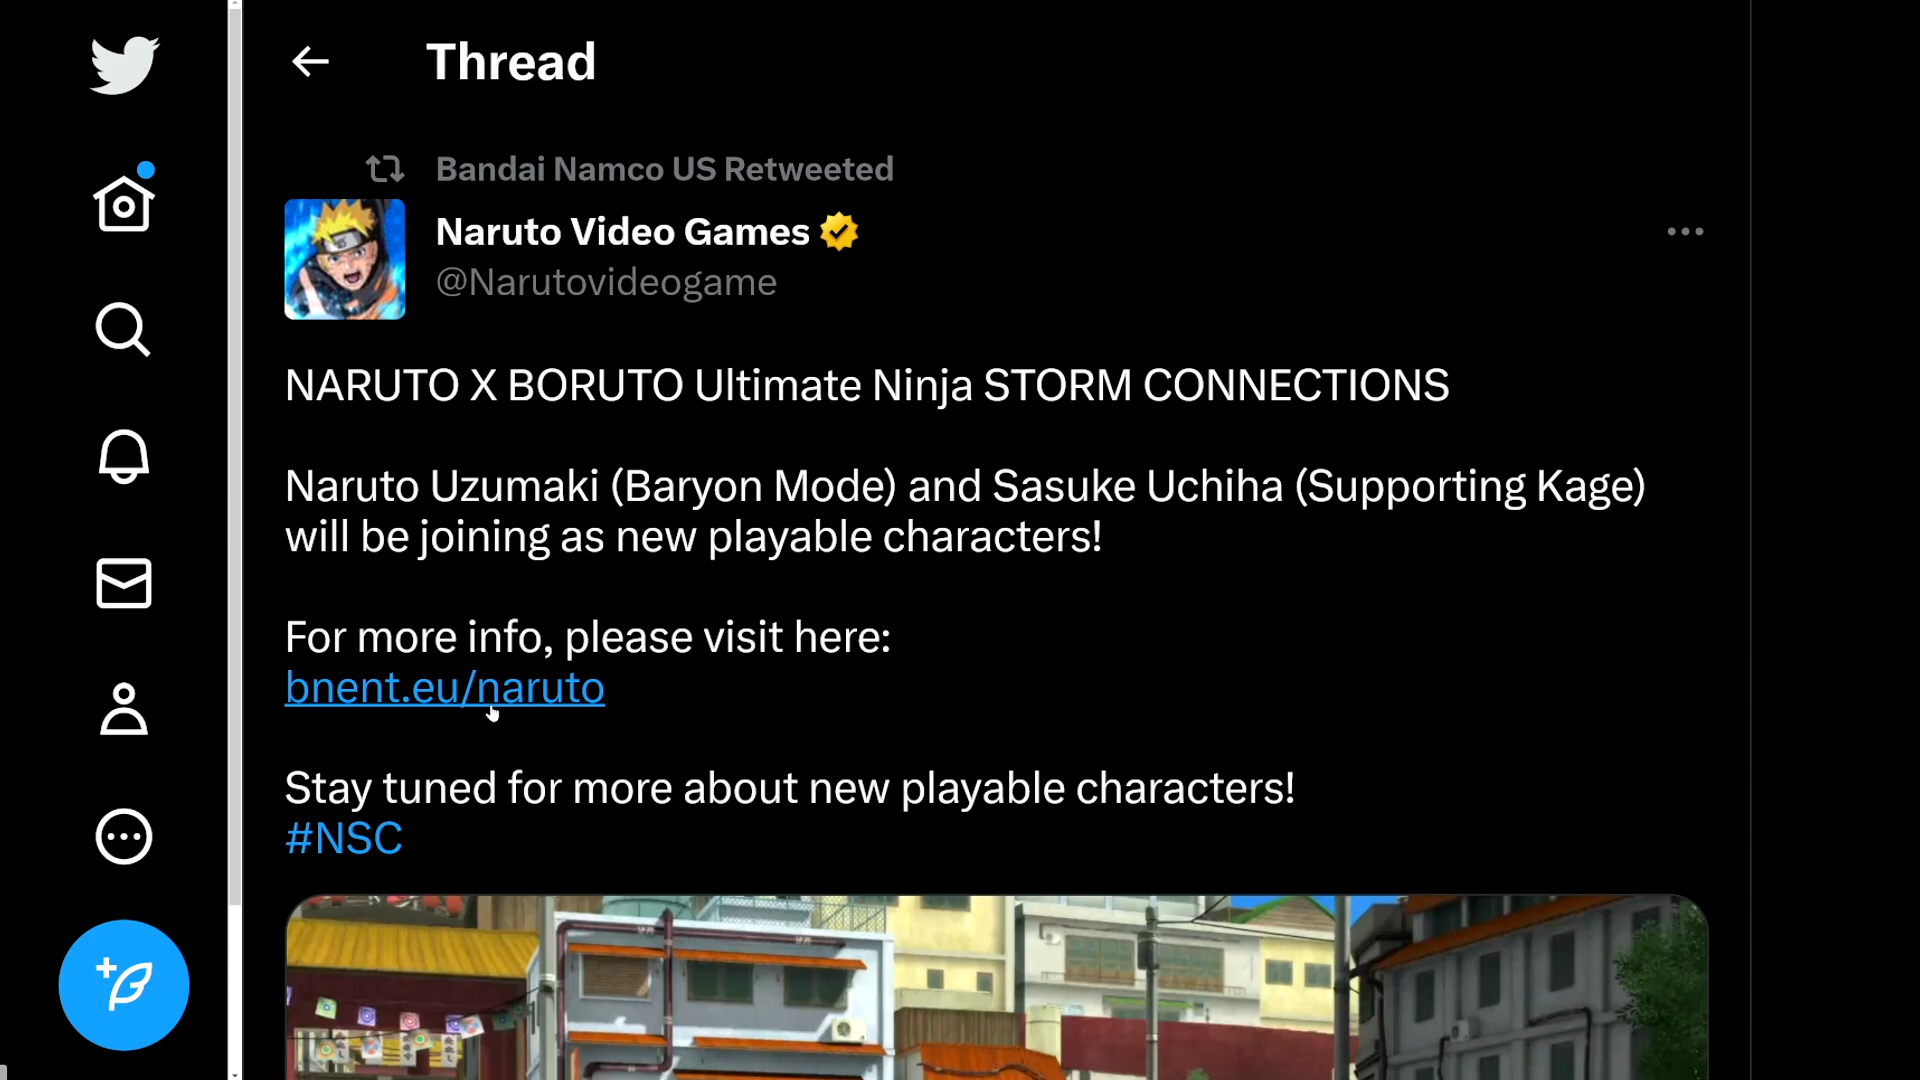 Thread
Bandai Namco US Retweeted
Naruto Video Games
@Narutovideogame
NARUTO X BORUTO Ultimate Ninja STORM CONNECTIONS
Naruto Uzumaki (Baryon Mode) and Sasuke Uchiha (Supporting Kage)
will be joining as new playable characters!
For more info, please visit here:
bnent.eu/naruto
Stay tuned for more about new playable characters!
#NSC